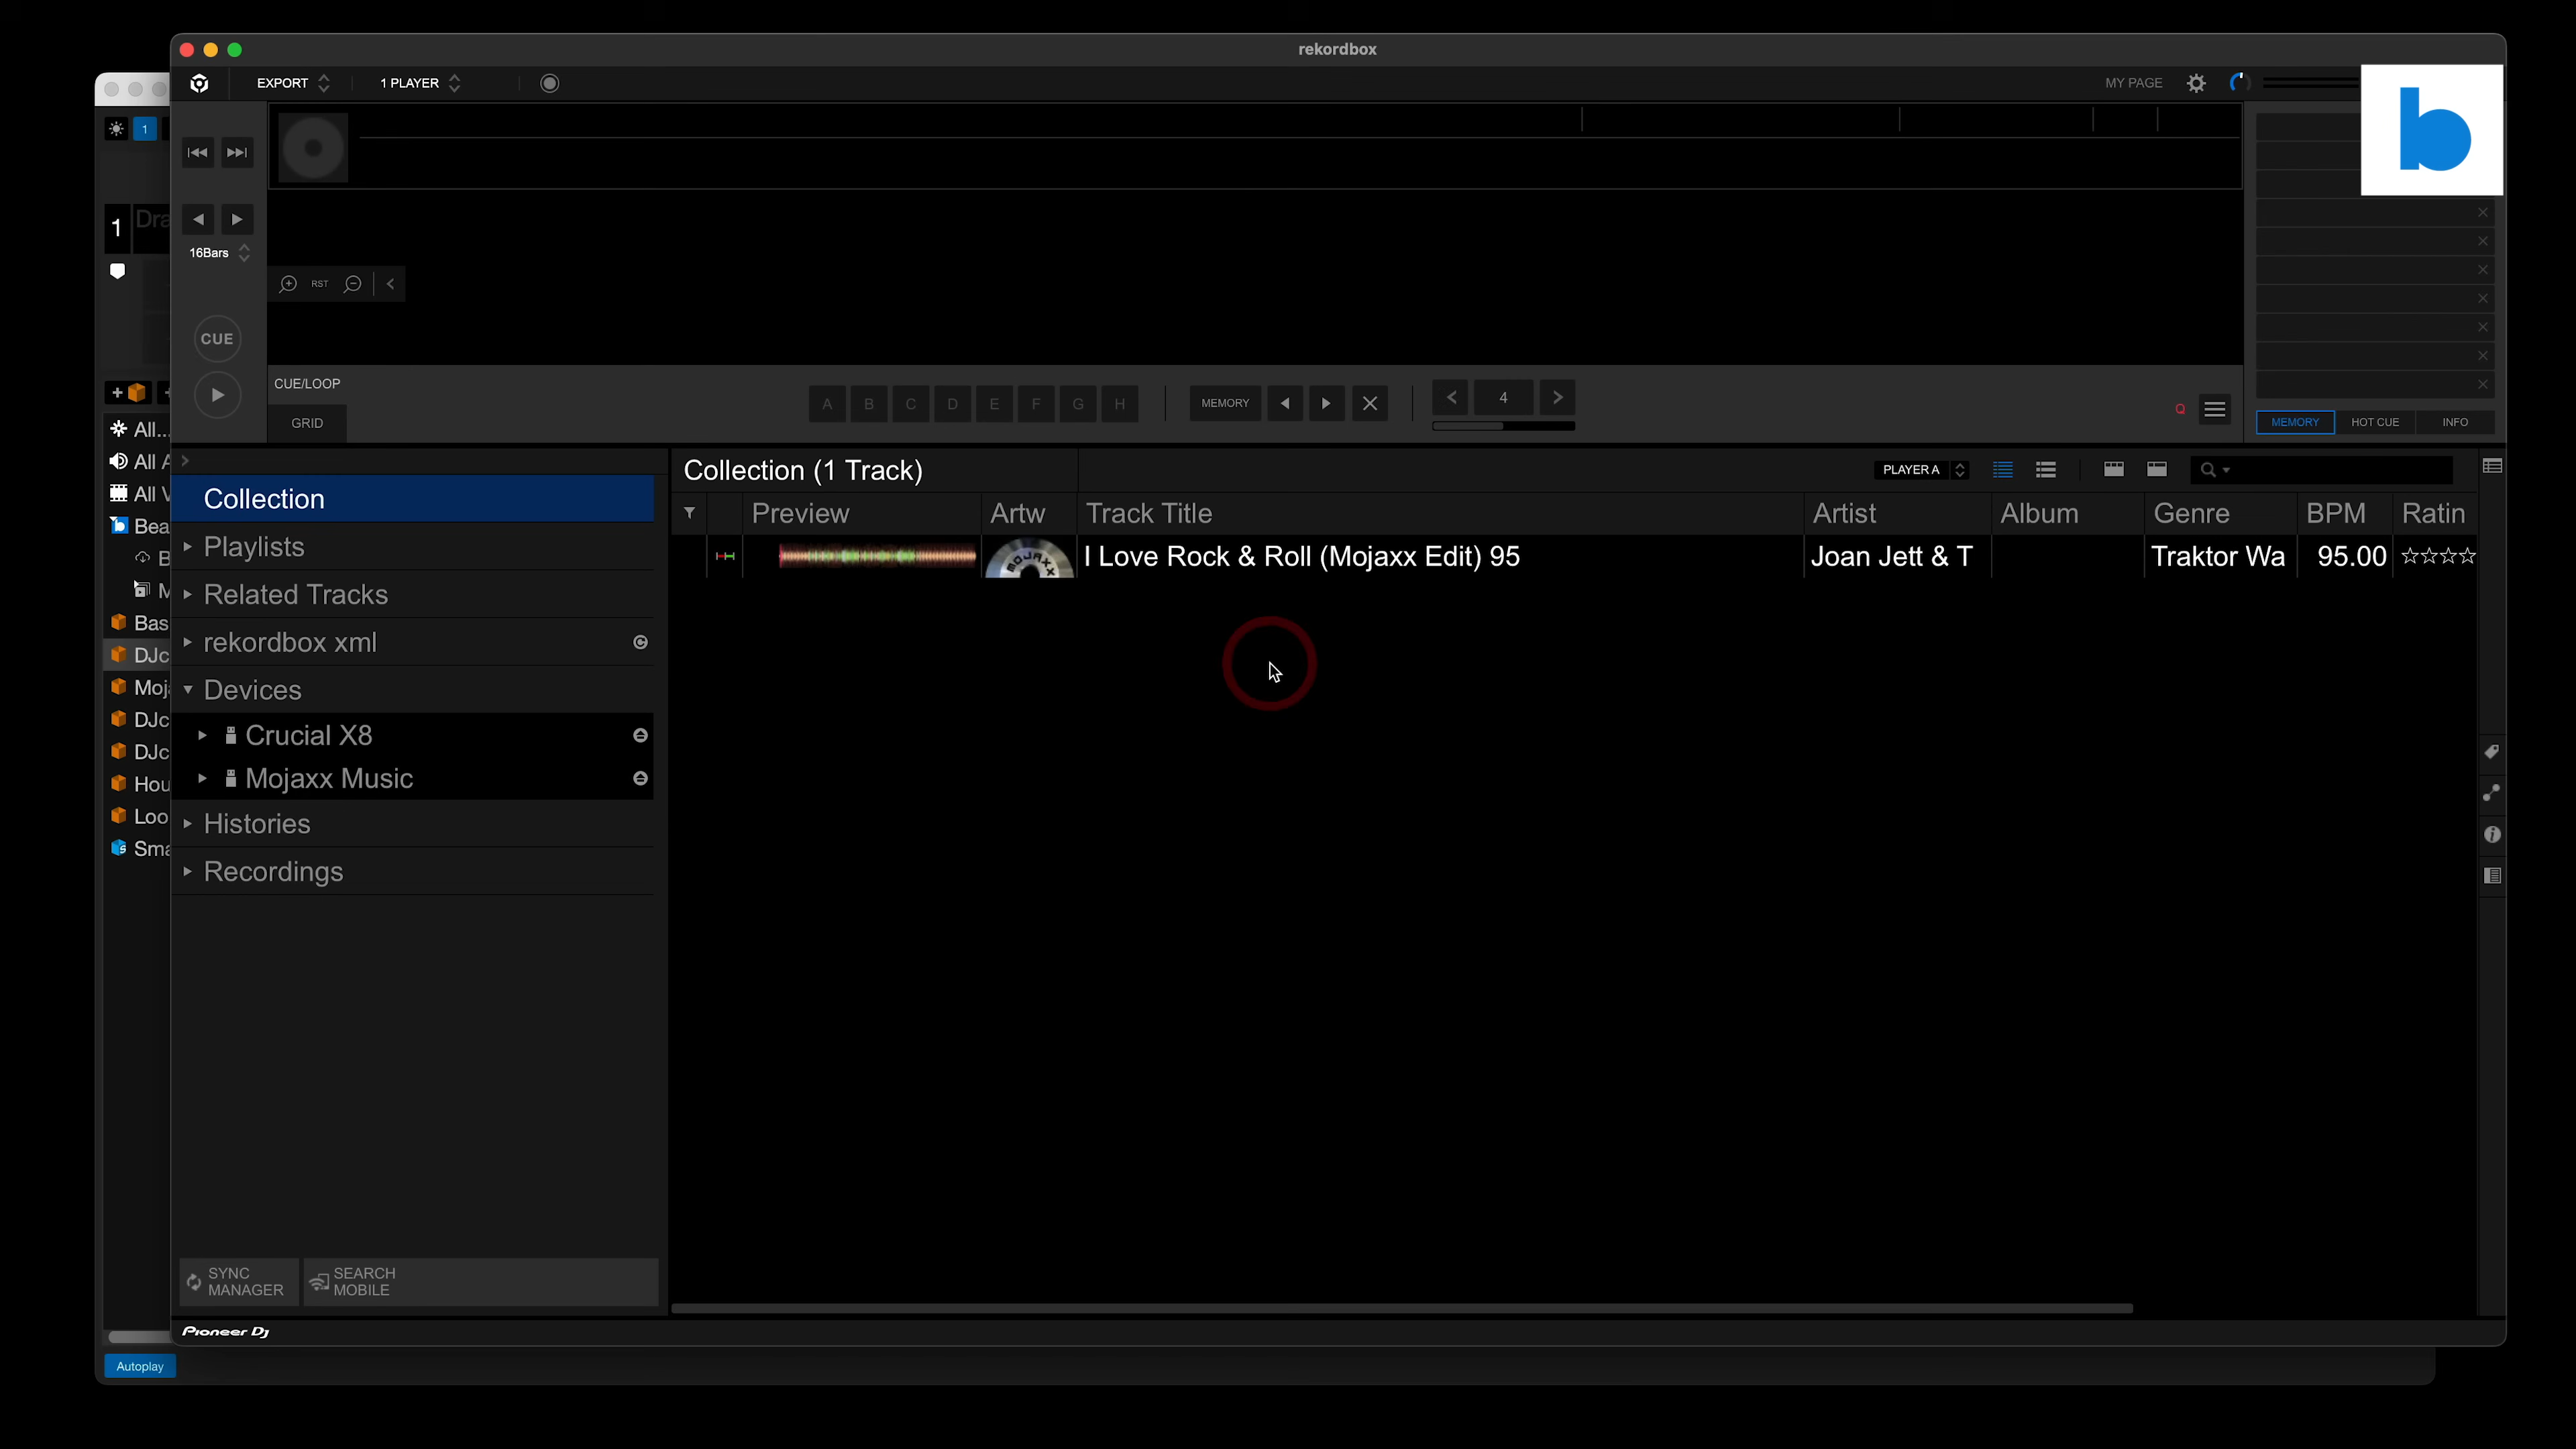 rekordbox
EXPORT
1 PLAYER
MY PAGE
b
1
1
Dra
16Bars
RST
CUE
CUE/LOOP
GRID
A B C D E F G H
MEMORY
4
Q
MEMORY
HOT CUE
INFO
All...
All A
All V
Bea
B
M
Bas
DJc
Moj
DJc
DJc
Hou
Loo
Sma
Autoplay
Collection
Playlists
Related Tracks
rekordbox xml
Devices
Crucial X8
Mojaxx Music
Histories
Recordings
SYNC
MANAGER
SEARCH
MOBILE
Pioneer Dj
Collection (1 Track)
PLAYER A
Preview Artw Track Title Artist Album Genre BPM Ratin
MOJAXX
I Love Rock & Roll (Mojaxx Edit) 95 Joan Jett & T Traktor Wa 95.00